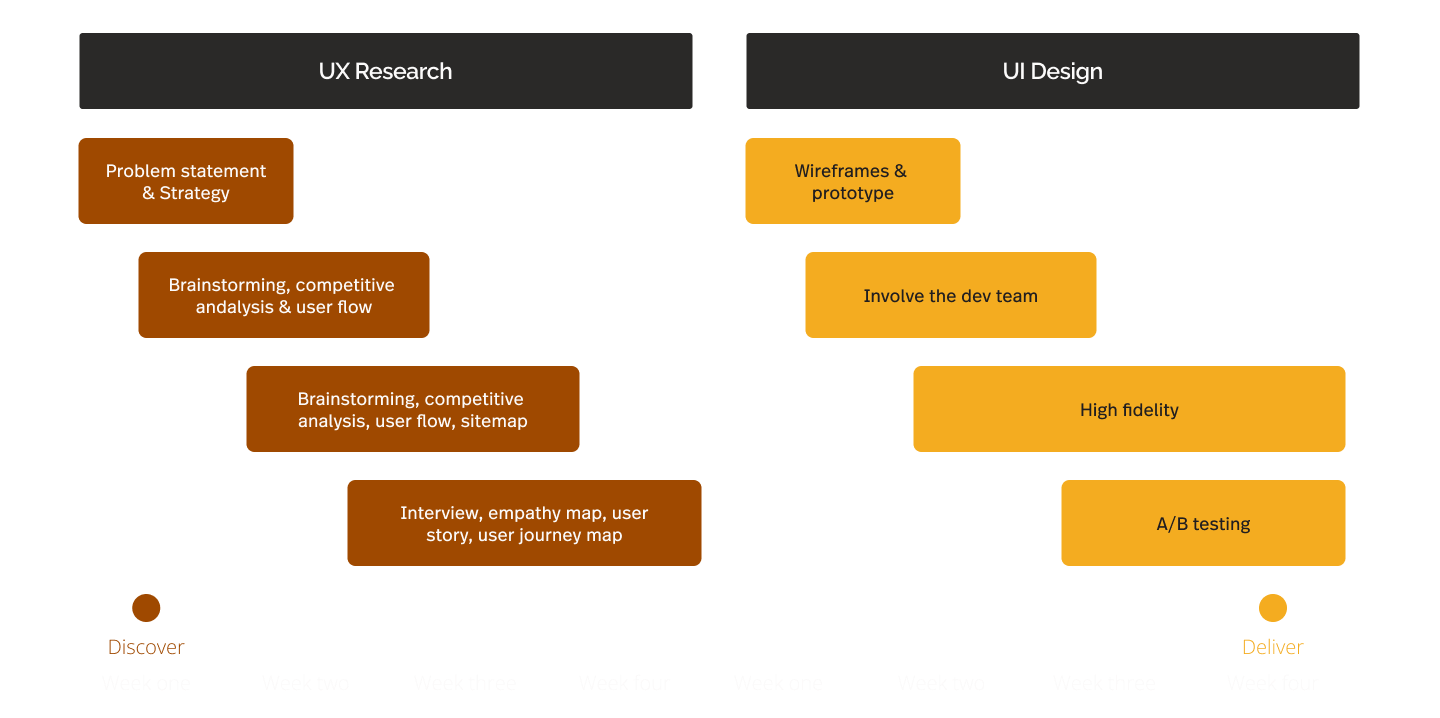 UX Research
UI Design
Problem statement
& Strategy
Wireframes &
prototype
Brainstorming, competitive
andalysis & user flow
Involve the dev team
Brainstorming, competitive
analysis, user flow, sitemap
High fidelity
Interview, empathy map, user
story, user journey map
A/B testing
Discover
Deliver
Week one Week two Week three Week four Week one Week two Week three Week four